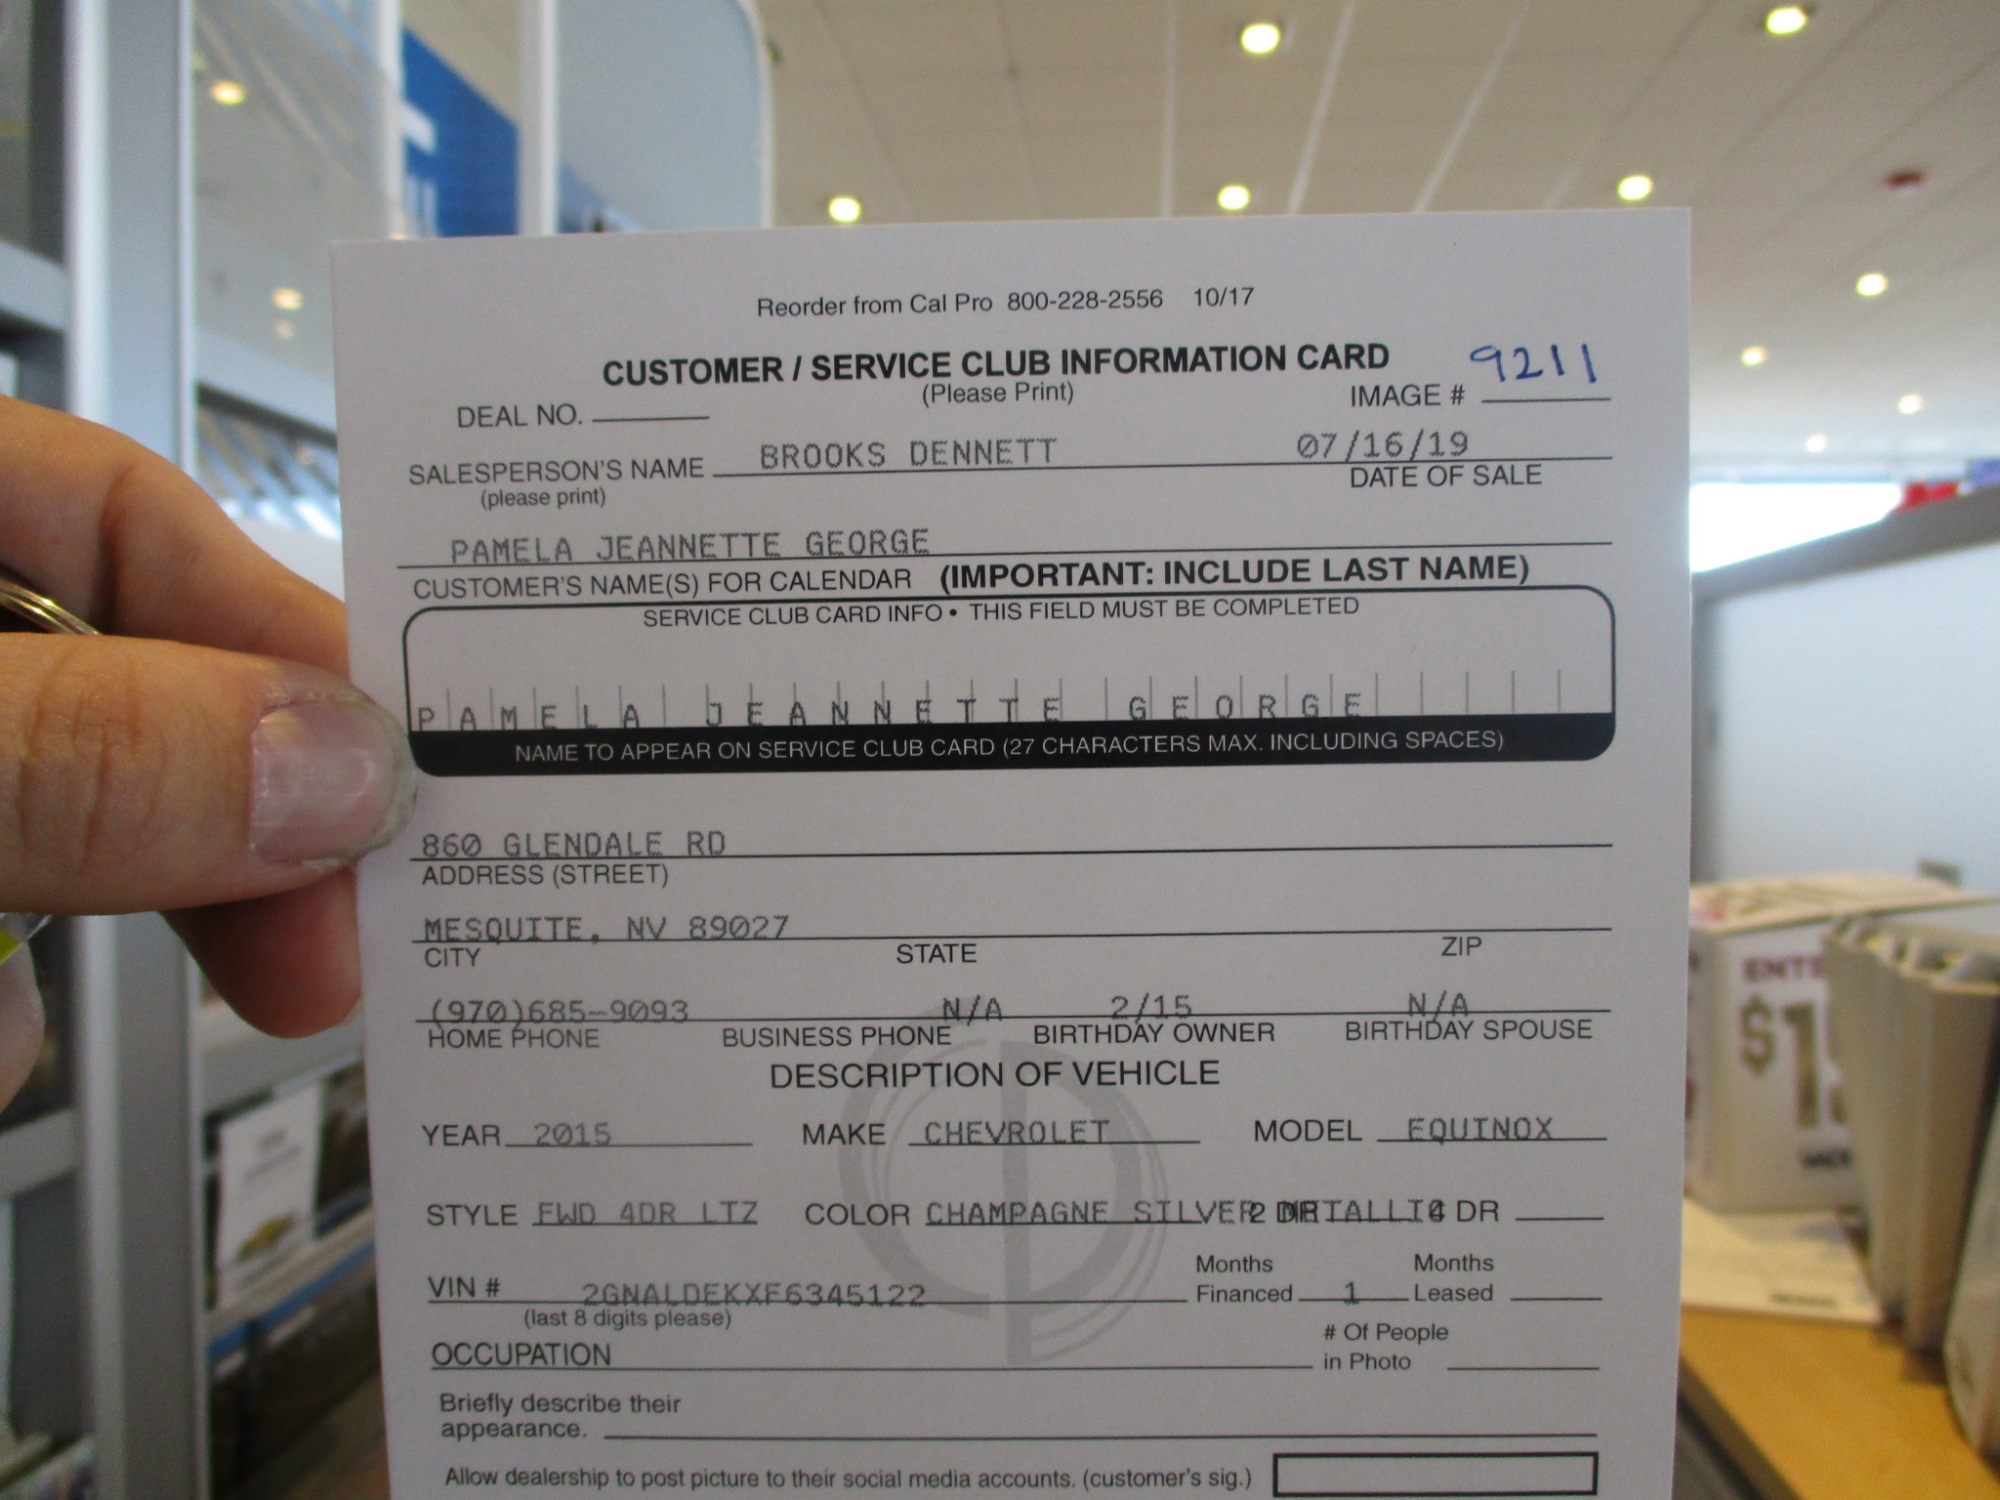 Reorder from Cal Pro 800-228-2556 10/17
CUSTOMER / SERVICE CLUB INFORMATION CARD 9211
(Please Print)
DEAL NO. IMAGE #
SALESPERSON'S NAME BROOKS DENNETT 07/16/19
(please print) DATE OF SALE
PAMELA JEANNETTE GEORGE
CUSTOMER'S NAME(S) FOR CALENDAR (IMPORTANT: INCLUDE LAST NAME)
SERVICE CLUB CARD INFO • THIS FIELD MUST BE COMPLETED
PAMELA JEANNETTE GEORGE
NAME TO APPEAR ON SERVICE CLUB CARD (27 CHARACTERS MAX. INCLUDING SPACES)
860 GLENDALE RD
ADDRESS (STREET)
MESQUITE, NV 89027
CITY STATE ZIP
(970)685-9093 N/A 2/15 N/A
HOME PHONE BUSINESS PHONE BIRTHDAY OWNER BIRTHDAY SPOUSE
DESCRIPTION OF VEHICLE
YEAR 2015 MAKE CHEVROLET MODEL EQUINOX
STYLE FWD 4DR LTZ COLOR CHAMPAGNE SILVER METALLIC 2 DR 4 DR
Months Months
VIN # 2GNALDEKXF6345122 Financed 1 Leased
(last 8 digits please)
# Of People
OCCUPATION in Photo
Briefly describe their
appearance.
Allow dealership to post picture to their social media accounts. (customer's sig.)